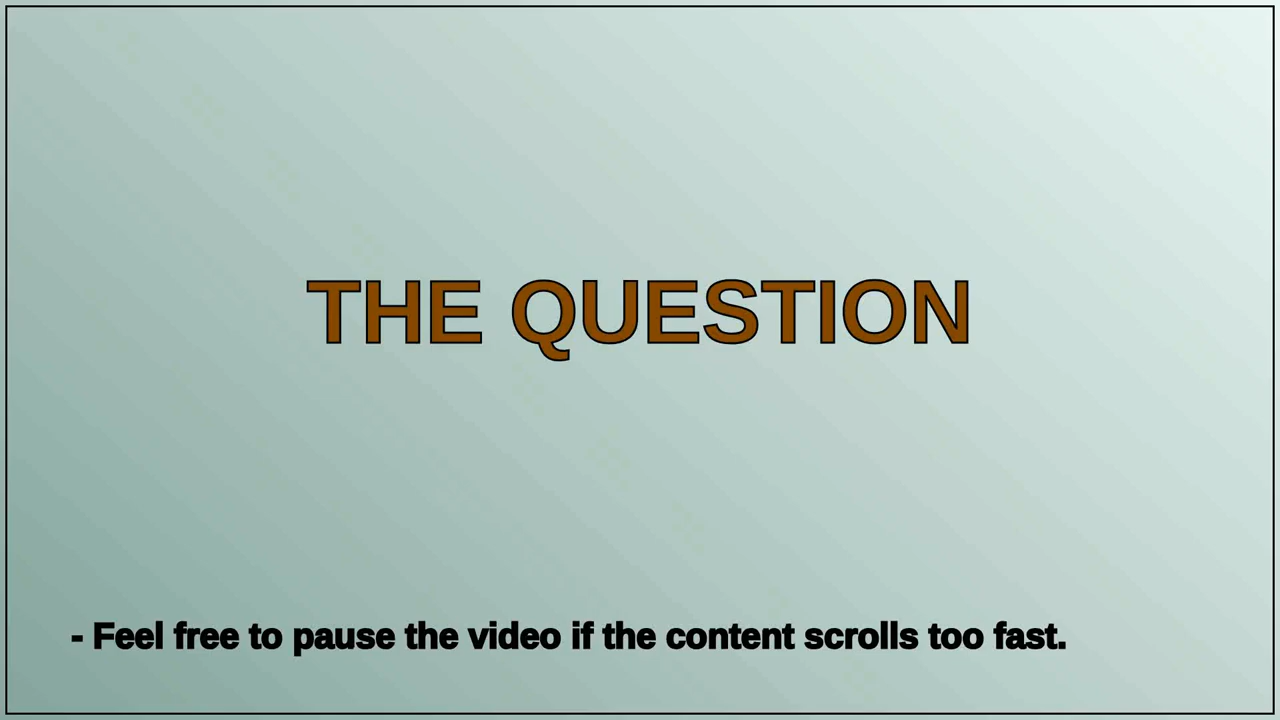 THE QUESTION
- Feel free to pause the video if the content scrolls too fast.